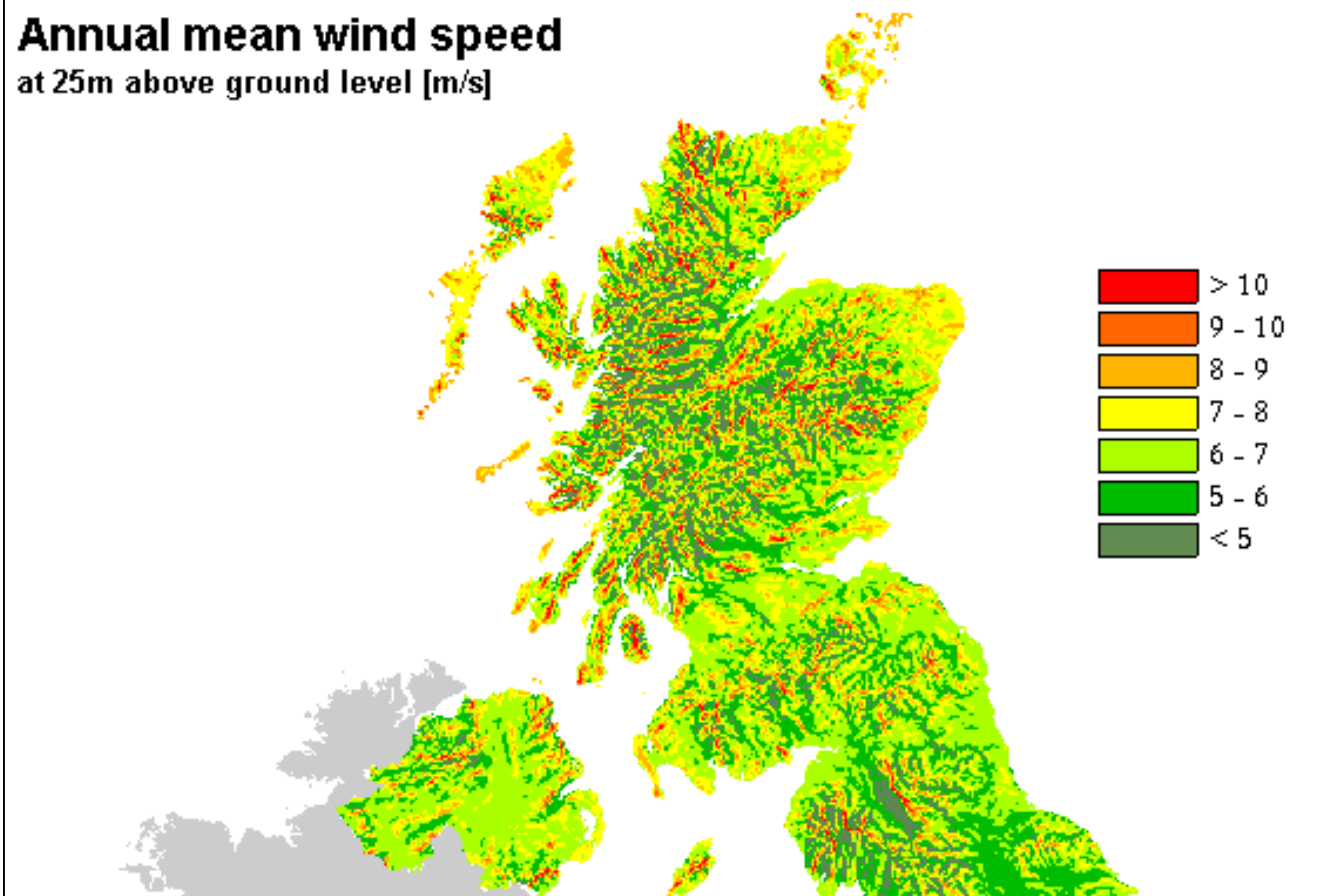 Annual mean wind speed
at 25m above ground level [m/s]
> 10
9 - 10
8 - 9
7 - 8
6 - 7
5 - 6
< 5